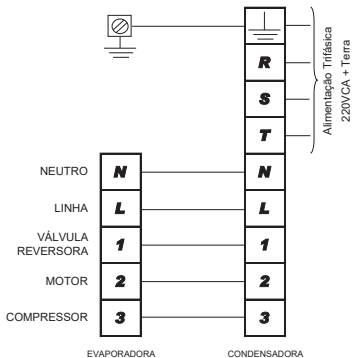 R
S
T
Alimentação Trifásica
220VCA + Terra
NEUTRO N N
LINHA L L
VÁLVULA
REVERSORA 1 1
MOTOR 2 2
COMPRESSOR 3 3
EVAPORADORA CONDENSADORA